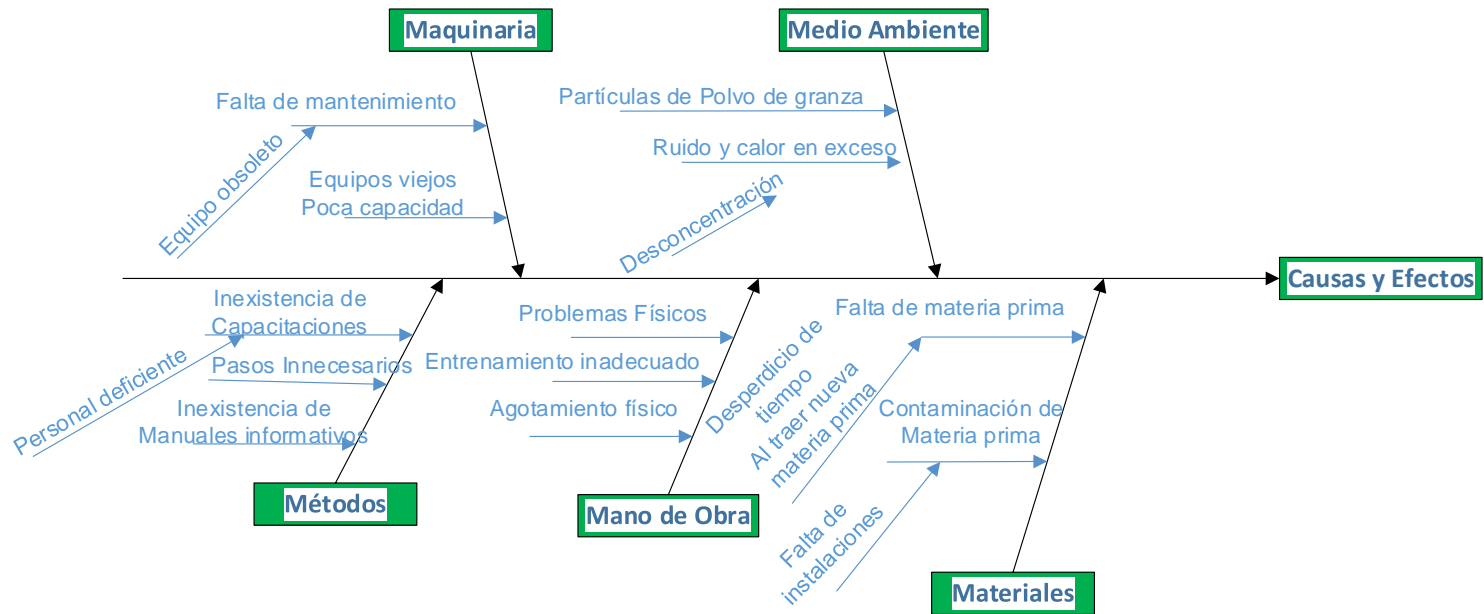 Maquinaria
Medio Ambiente
Falta de mantenimiento
Equipo obsoleto
Equipos viejos
Poca capacidad
Partículas de Polvo de granza
Ruido y calor en exceso
Desconcentración
Causas y Efectos
Inexistencia de
Capacitaciones
Personal deficiente
Pasos Innecesarios
Inexistencia de
Manuales informativos
Métodos
Problemas Físicos
Entrenamiento inadecuado
Agotamiento físico
Mano de Obra
Falta de materia prima
Desperdicio de
tiempo
Al traer nueva
materia prima
Contaminación de
Materia prima
Falta de
instalaciones
Materiales